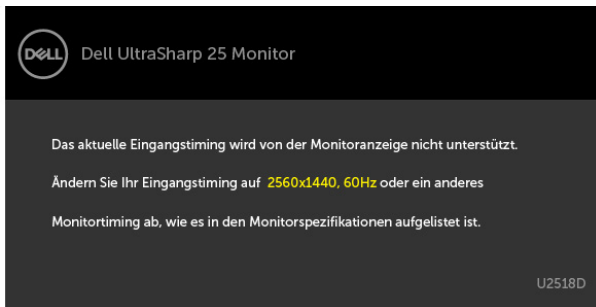 DELL Dell UltraSharp 25 Monitor
Das aktuelle Eingangstiming wird von der Monitoranzeige nicht unterstützt.
Ändern Sie Ihr Eingangstiming auf 2560x1440, 60Hz oder ein anderes
Monitortiming ab, wie es in den Monitorspezifikationen aufgelistet ist.
U2518D